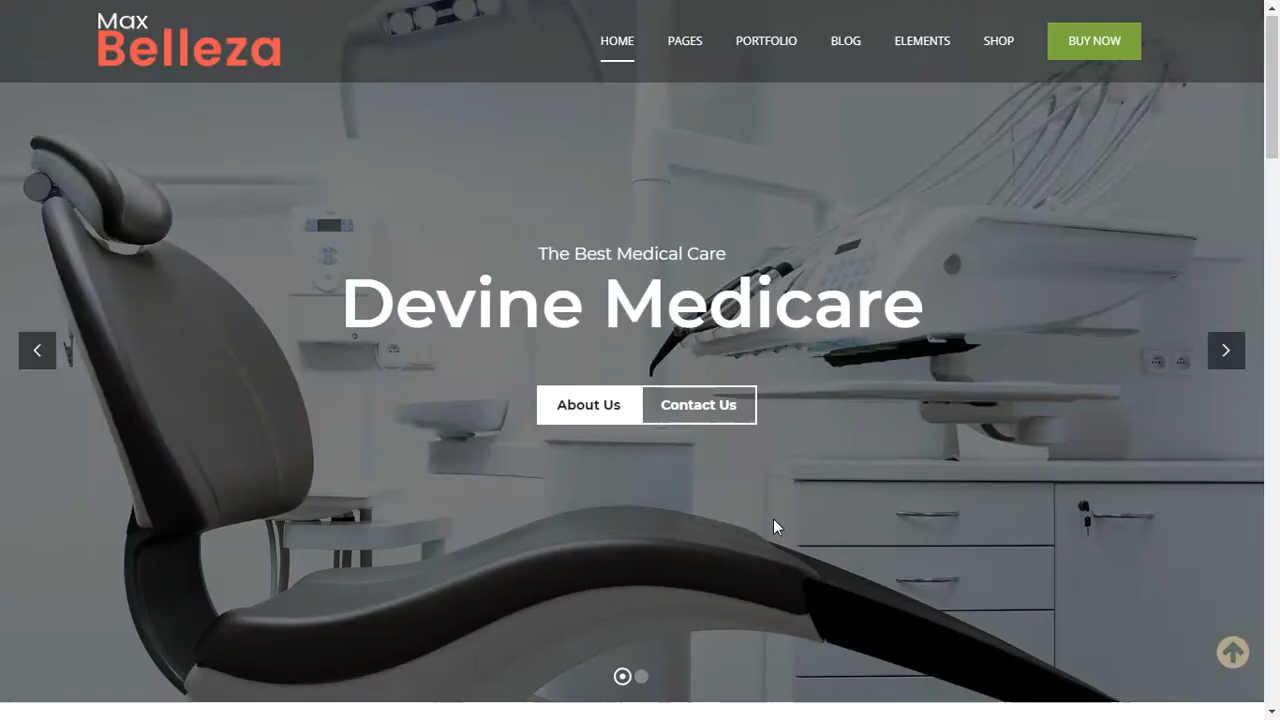 Max
Belleza
HOME PAGES PORTFOLIO BLOG ELEMENTS SHOP BUY NOW
The Best Medical Care
Devine Medicare
About Us Contact Us